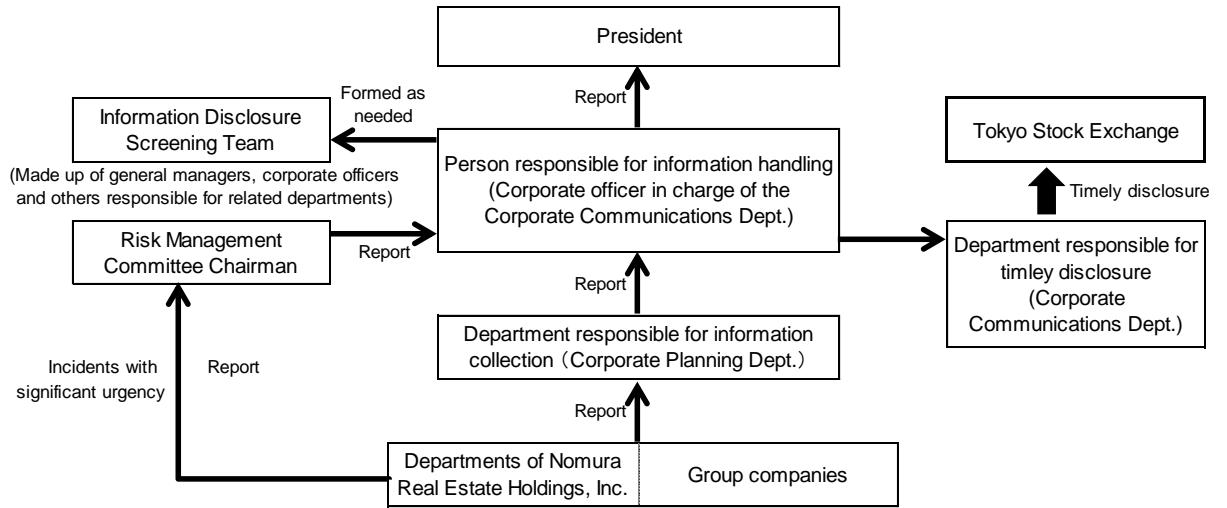 President
Report
Formed as
needed
Information Disclosure
Screening Team
(Made up of general managers, corporate officers
and others responsible for related departments)
Person responsible for information handling
(Corporate officer in charge of the
Corporate Communications Dept.)
Tokyo Stock Exchange
Timely disclosure
Risk Management
Committee Chairman
Report
Department responsible for
timley disclosure
(Corporate
Communications Dept.)
Report
Department responsible for information
collection（Corporate Planning Dept.）
Incidents with
significant urgency
Report
Report
Departments of Nomura
Real Estate Holdings, Inc.
Group companies